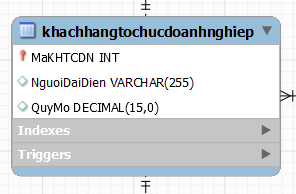 khachhangtochucdoanhnghiep
MaKHTCDN INT
NguoiDaiDien VARCHAR(255)
QuyMo DECIMAL(15,0)
Indexes
Triggers